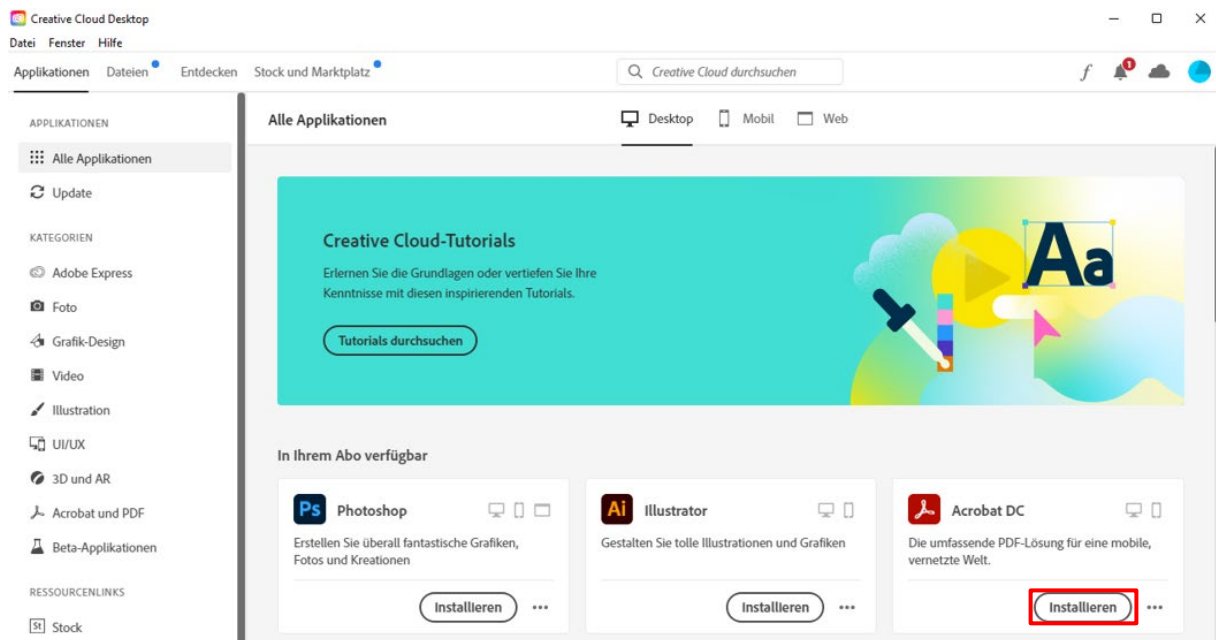 Creative Cloud Desktop
Datei Fenster Hilfe
Applikationen Dateien Entdecken Stock und Marktplatz Creative Cloud durchsuchen f 1
APPLIKATIONEN
Alle Applikationen
Update
KATEGORIEN
Adobe Express
Foto
Grafik-Design
Video
Illustration
UI/UX
3D und AR
Acrobat und PDF
Beta-Applikationen
RESSOURCENLINKS
St Stock
Alle Applikationen Desktop Mobil Web
Creative Cloud-Tutorials
Erlernen Sie die Grundlagen oder vertiefen Sie Ihre
Kenntnisse mit diesen inspirierenden Tutorials.
Tutorials durchsuchen
Aa
In Ihrem Abo verfügbar
Ps Photoshop
Erstellen Sie überall fantastische Grafiken,
Fotos und Kreationen
Installieren
Ai Illustrator
Gestalten Sie tolle Illustrationen und Grafiken
Installieren
Acrobat DC
Die umfassende PDF-Lösung für eine mobile,
vernetzte Welt.
Installieren